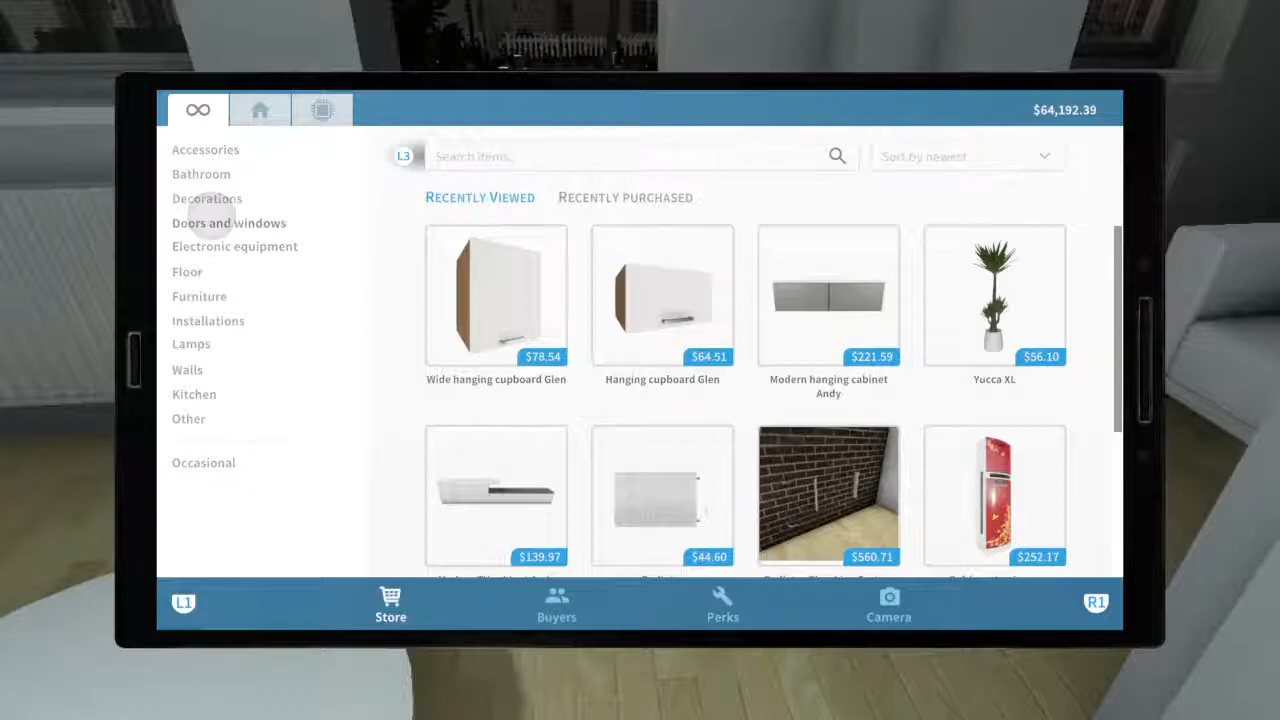 $64,192.39
Accessories
Bathroom
Decorations
Doors and windows
Electronic equipment
Floor
Furniture
Installations
Lamps
Walls
Kitchen
Other
Occasional
L3
Search items...
Sort by newest
RECENTLY VIEWED
RECENTLY PURCHASED
$78.54
$64.51
$221.59
$56.10
Wide hanging cupboard Glen
Hanging cupboard Glen
Modern hanging cabinet
Andy
Yucca XL
$139.97
$44.60
$560.71
$252.17
L1
Store
Buyers
Perks
Camera
R1